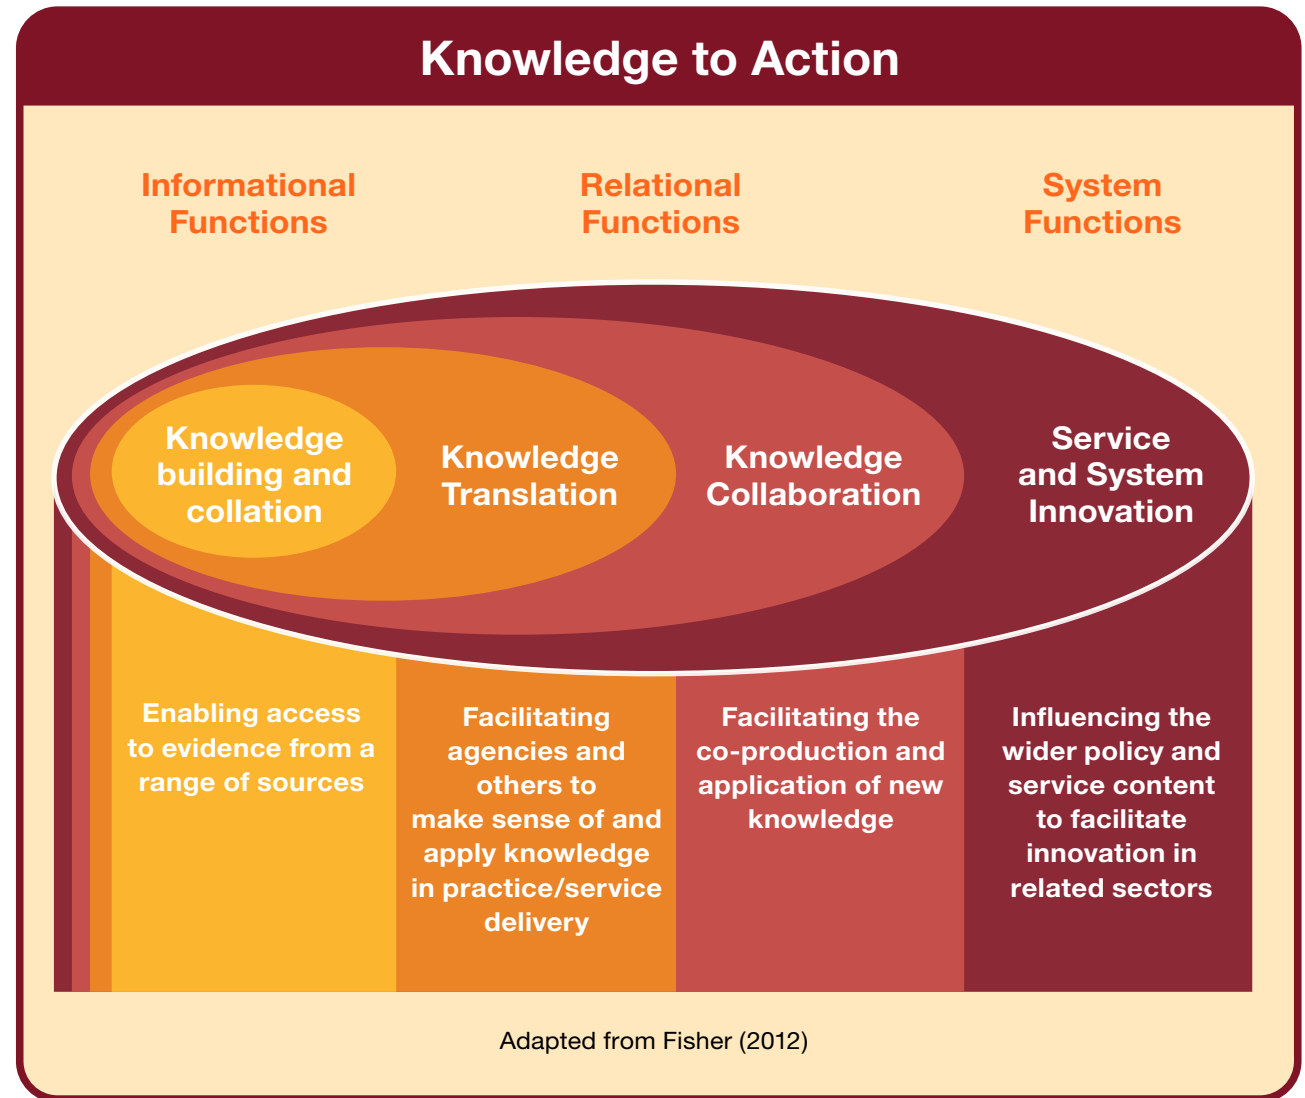 Knowledge to Action
Informational
Functions
Relational
Functions
System
Functions
Knowledge
building and
collation
Knowledge
Translation
Knowledge
Collaboration
Service
and System
Innovation
Enabling access
to evidence from a
range of sources
Facilitating
agencies and
others to
make sense of and
apply knowledge
in practice/service
delivery
Facilitating the
co-production and
application of new
knowledge
Influencing the
wider policy and
service content
to facilitate
innovation in
related sectors
Adapted from Fisher (2012)